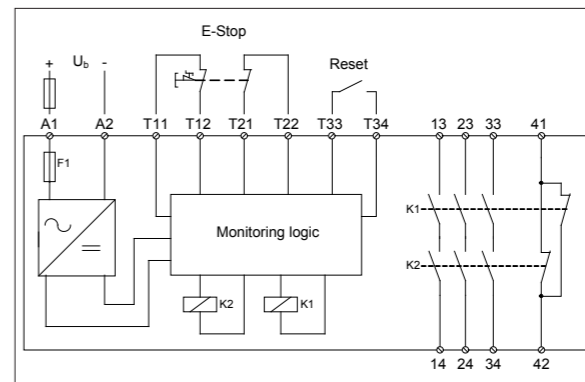 E-Stop
+ Ub -
Reset
A1 A2 T11 T12 T21 T22 T33 T34 13 23 33 41
F1
K1
Monitoring logic
K2
K2 K1
14 24 34 42